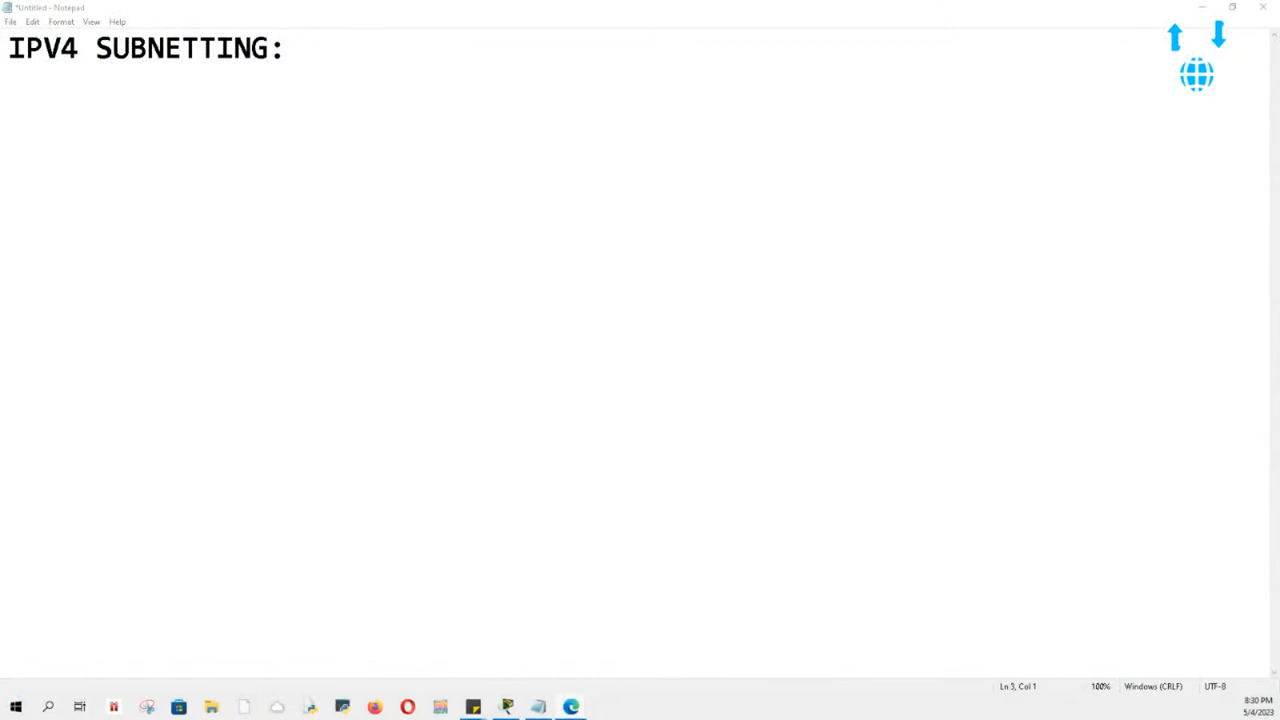 *Untitled - Notepad
File Edit Format View Help
IPV4 SUBNETTING:
Ln 3, Col 1 100% Windows (CRLF) UTF-8
8:30 PM
5/4/2023